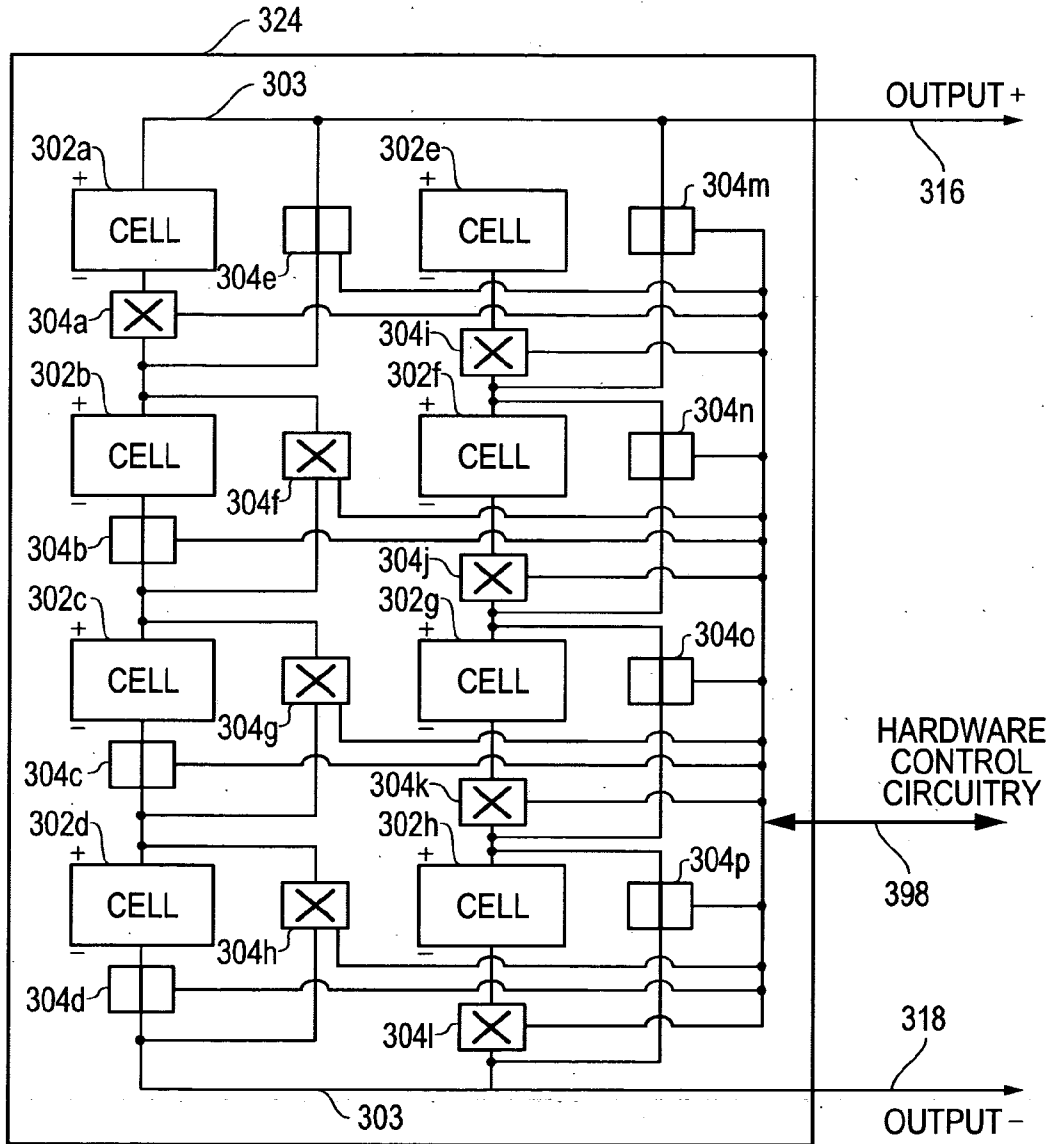 324
303
OUTPUT +
316
302a
302e
304m
+
+
CELL
CELL
304e
−
−
304a
304i
302b
302f
304n
+
+
CELL
CELL
304f
−
−
304b
304j
302c
302g
304o
+
+
CELL
CELL
304g
−
−
HARDWARE
CONTROL
CIRCUITRY
304c
304k
302d
302h
304p
398
+
+
CELL
CELL
304h
−
−
304d
304l
318
303
OUTPUT −